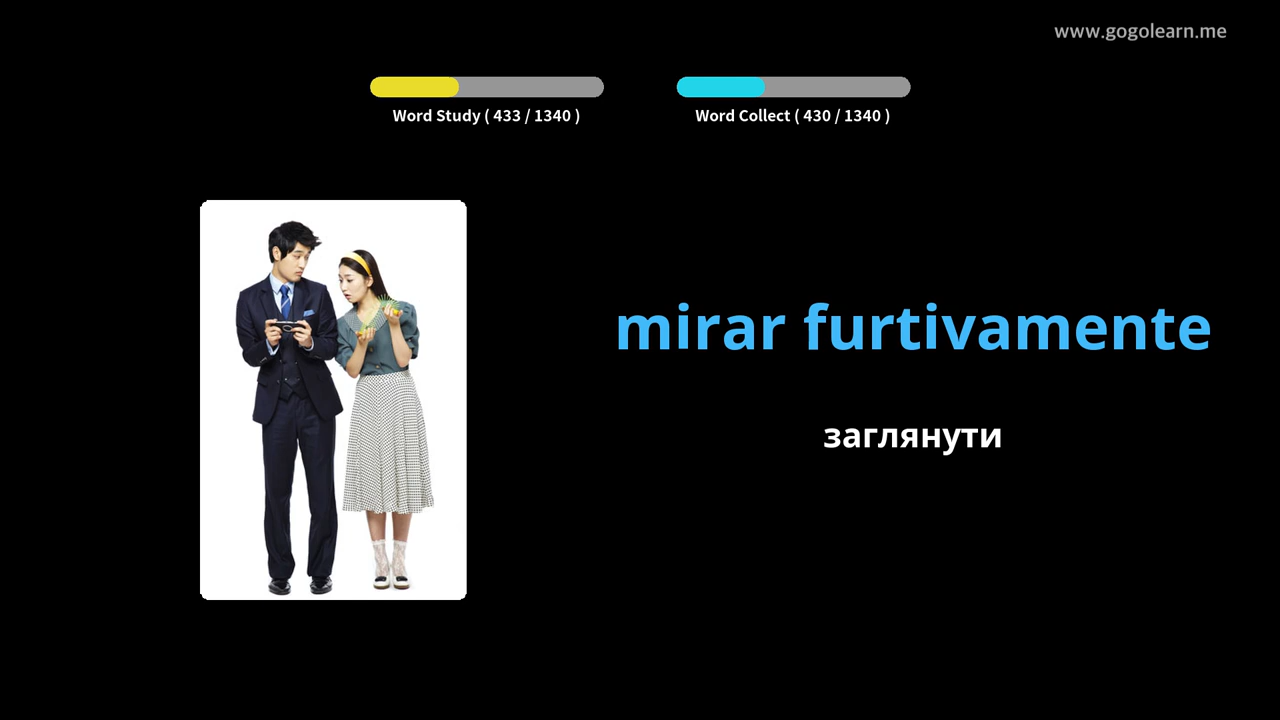 www.gogolearn.me
Word Study ( 433 / 1340 )
Word Collect ( 430 / 1340 )
mirar furtivamente
заглянути